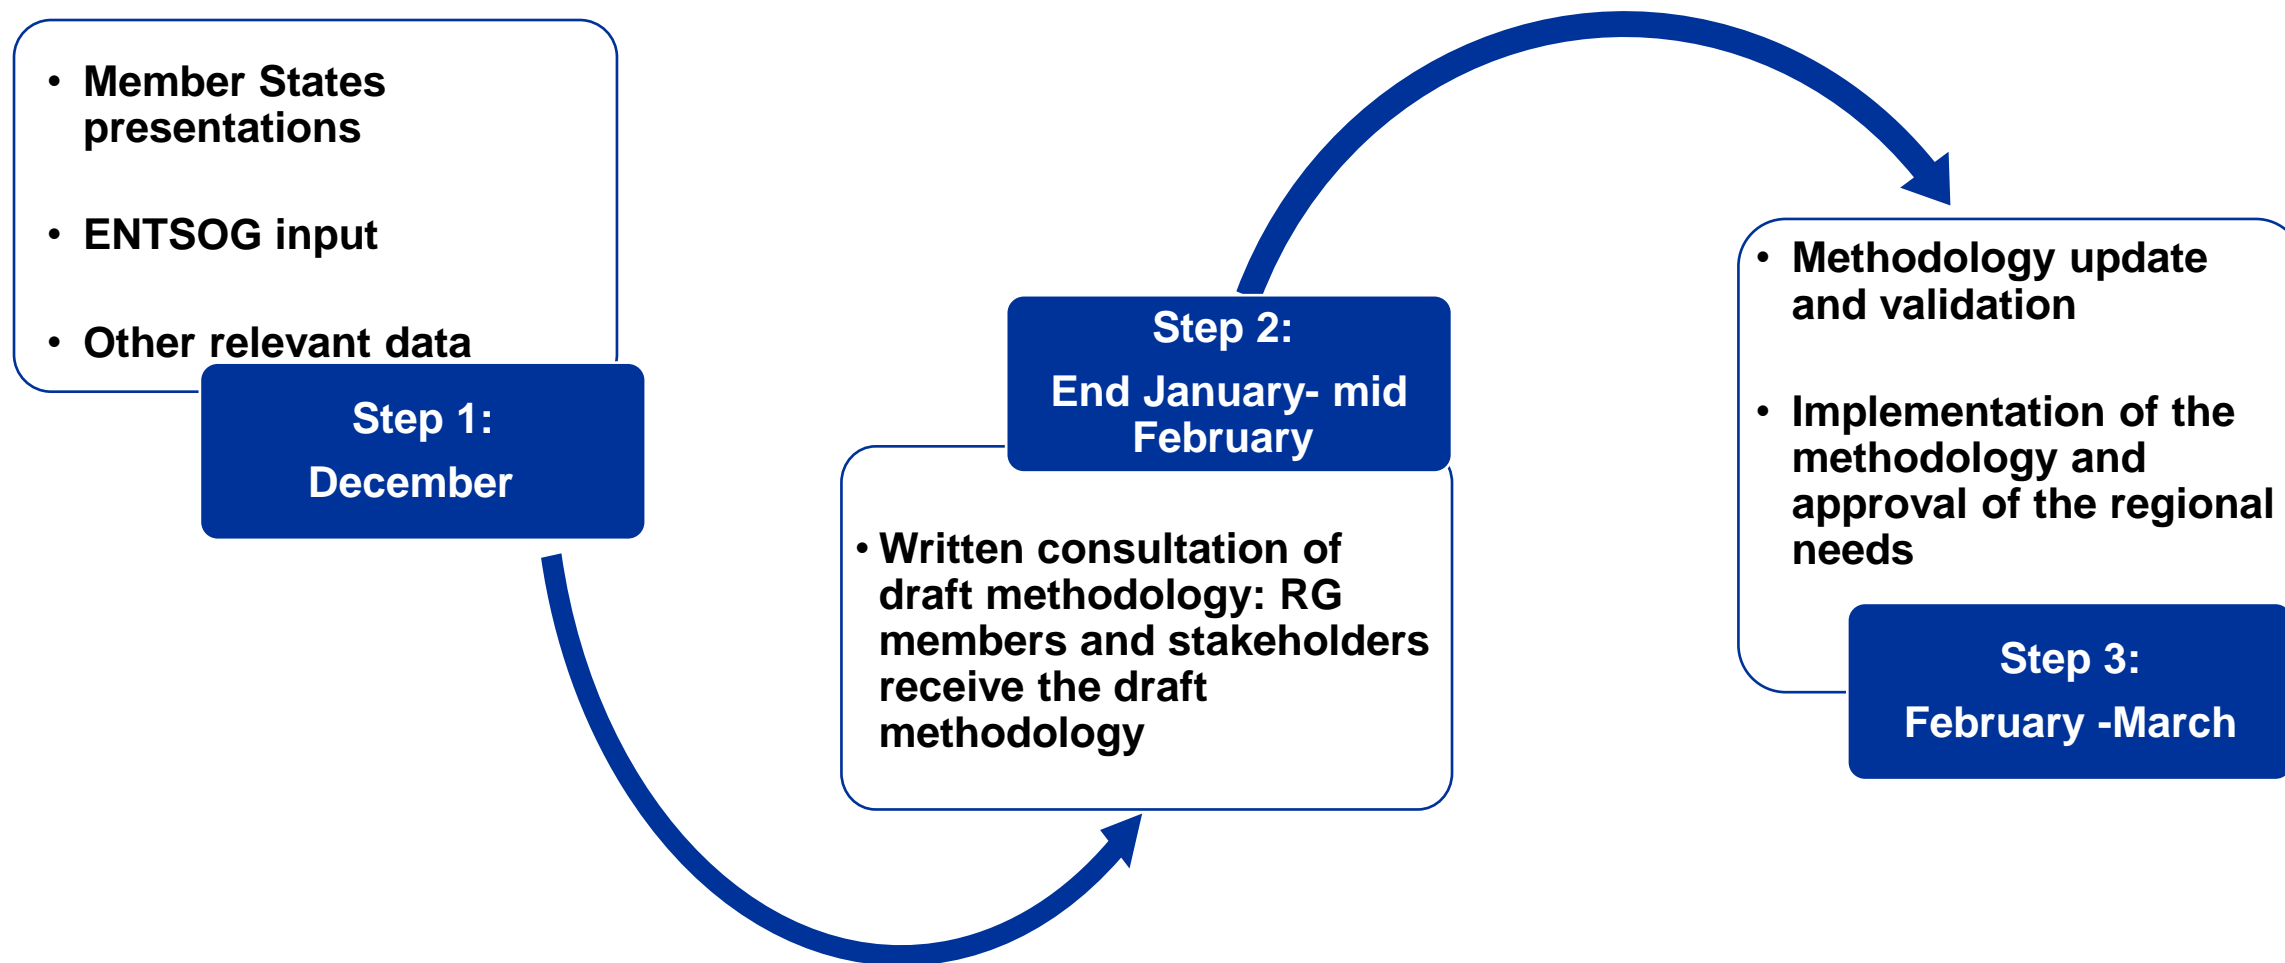 • Member States
presentations
• ENTSOG input
• Other relevant data
Step 1:
December
Step 2:
End January- mid
February
• Written consultation of
draft methodology: RG
members and stakeholders
receive the draft
methodology
• Methodology update
and validation
• Implementation of the
methodology and
approval of the regional
needs
Step 3:
February -March